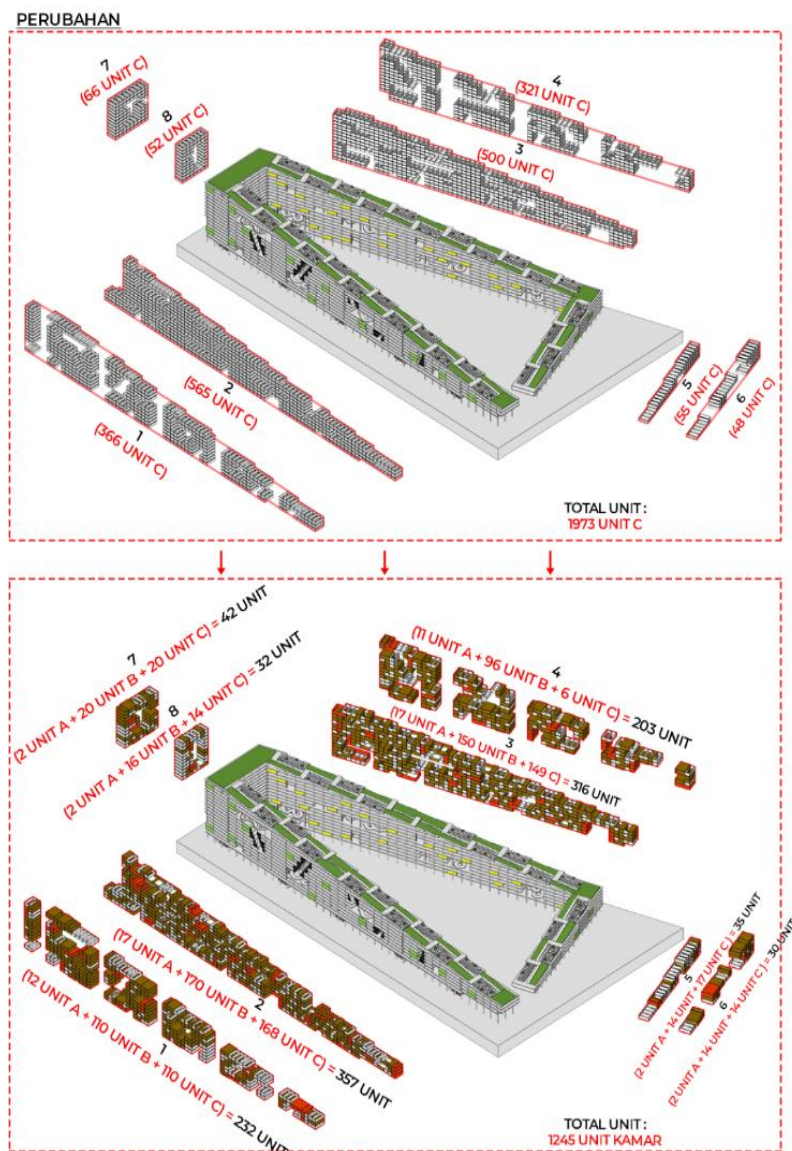 PERUBAHAN
7
(66 UNIT C)
8
(52 UNIT C)
4
(321 UNIT C)
3
(500 UNIT C)
2
(565 UNIT C)
1
(366 UNIT C)
5
(55 UNIT C)
6
(48 UNIT C)
TOTAL UNIT :
1973 UNIT C
7
(2 UNIT A + 20 UNIT B + 20 UNIT C) = 42 UNIT
8
(2 UNIT A + 16 UNIT B + 14 UNIT C) = 32 UNIT
4
(11 UNIT A + 96 UNIT B + 6 UNIT C) = 203 UNIT
3
(17 UNIT A + 150 UNIT B + 149 C) = 316 UNIT
2
(17 UNIT A + 170 UNIT B + 168 UNIT C) = 357 UNIT
1
(12 UNIT A + 110 UNIT B + 110 UNIT C) = 232 UNIT
5
(2 UNIT A + 14 UNIT + 17 UNIT C) = 35 UNIT
6
(2 UNIT A + 14 UNIT + 14 UNIT C) = 30 UNIT
TOTAL UNIT :
1245 UNIT KAMAR